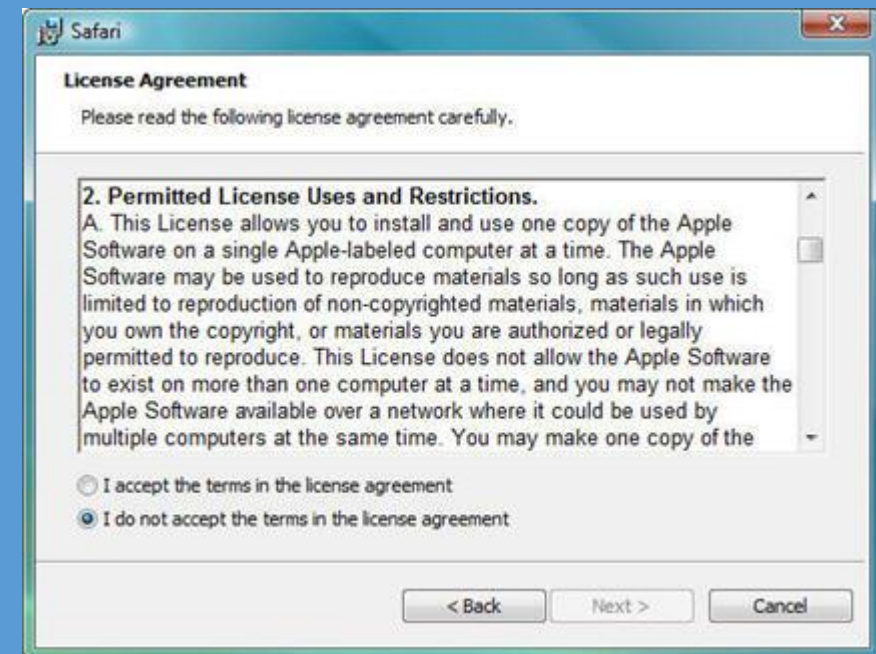 Safari
License Agreement
Please read the following license agreement carefully.
2. Permitted License Uses and Restrictions.
A. This License allows you to install and use one copy of the Apple
Software on a single Apple-labeled computer at a time. The Apple
Software may be used to reproduce materials so long as such use is
limited to reproduction of non-copyrighted materials, materials in which
you own the copyright, or materials you are authorized or legally
permitted to reproduce. This License does not allow the Apple Software
to exist on more than one computer at a time, and you may not make the
Apple Software available over a network where it could be used by
multiple computers at the same time. You may make one copy of the
I accept the terms in the license agreement
I do not accept the terms in the license agreement
< Back Next > Cancel